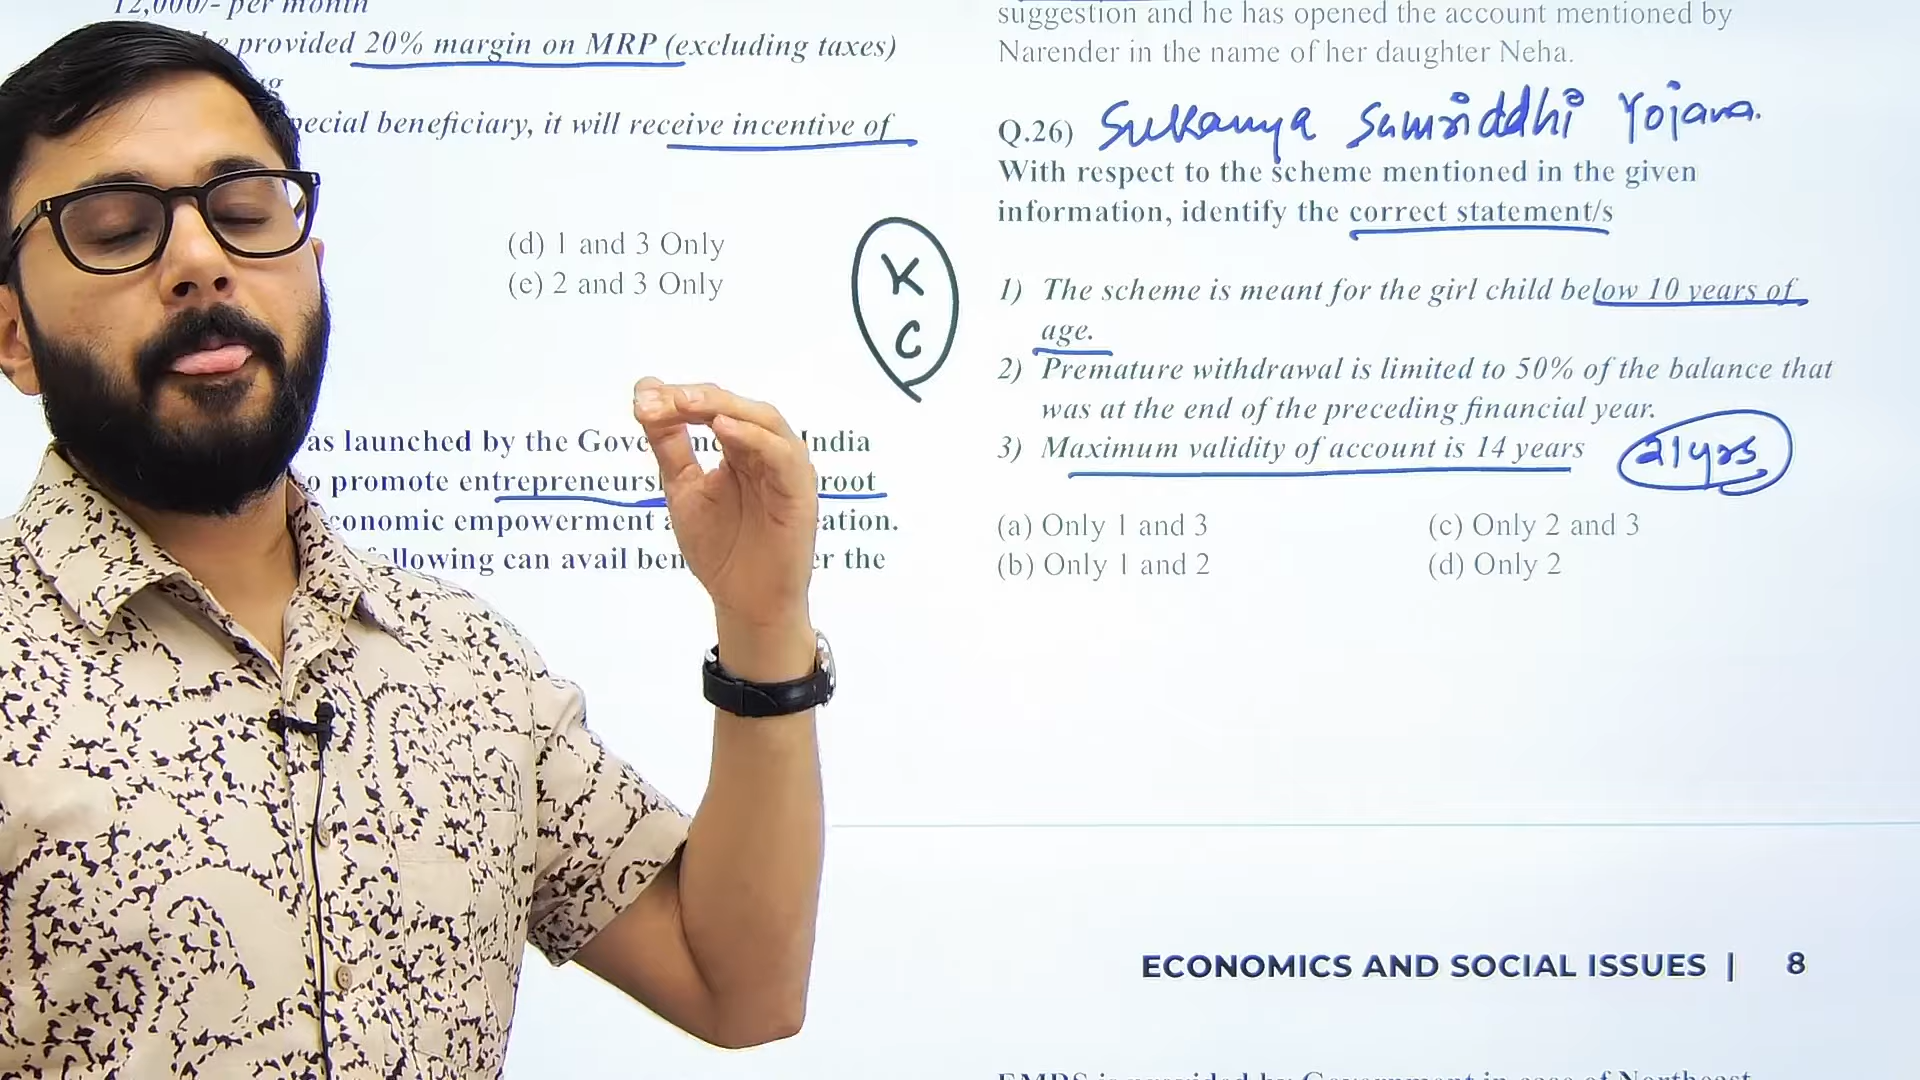 12,000/- per month
provided 20% margin on MRP (excluding taxes)
beneficiary, it will receive incentive of
(d) 1 and 3 Only
(e) 2 and 3 Only
K
C
as launched by the India
promote root
empowerment
can avail the
suggestion and he has opened the account mentioned by
Narender in the name of her daughter Neha.
Q.26) Sukanya Samriddhi Yojana.
With respect to the scheme mentioned in the given
information, identify the correct statement/s
1) The scheme is meant for the girl child below 10 years of
age.
2) Premature withdrawal is limited to 50% of the balance that
was at the end of the preceding financial year.
3) Maximum validity of account is 14 years 21yrs
(a) Only 1 and 3 (c) Only 2 and 3
(b) Only 1 and 2 (d) Only 2
ECONOMICS AND SOCIAL ISSUES | 8